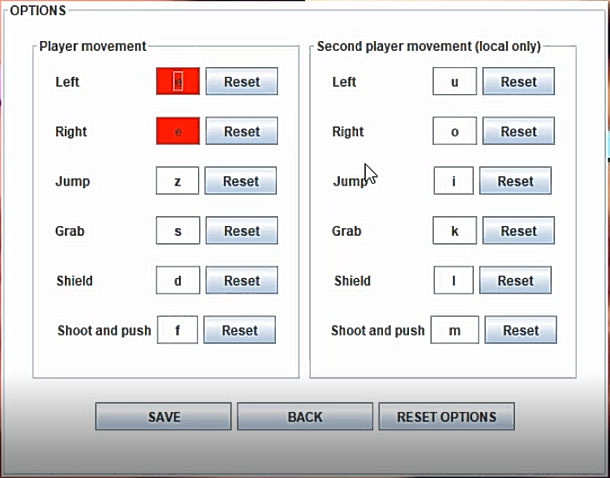 OPTIONS
Player movement
Left e Reset
Right e Reset
Jump z Reset
Grab s Reset
Shield d Reset
Shoot and push f Reset
Second player movement (local only)
Left u Reset
Right o Reset
Jump i Reset
Grab k Reset
Shield l Reset
Shoot and push m Reset
SAVE BACK RESET OPTIONS